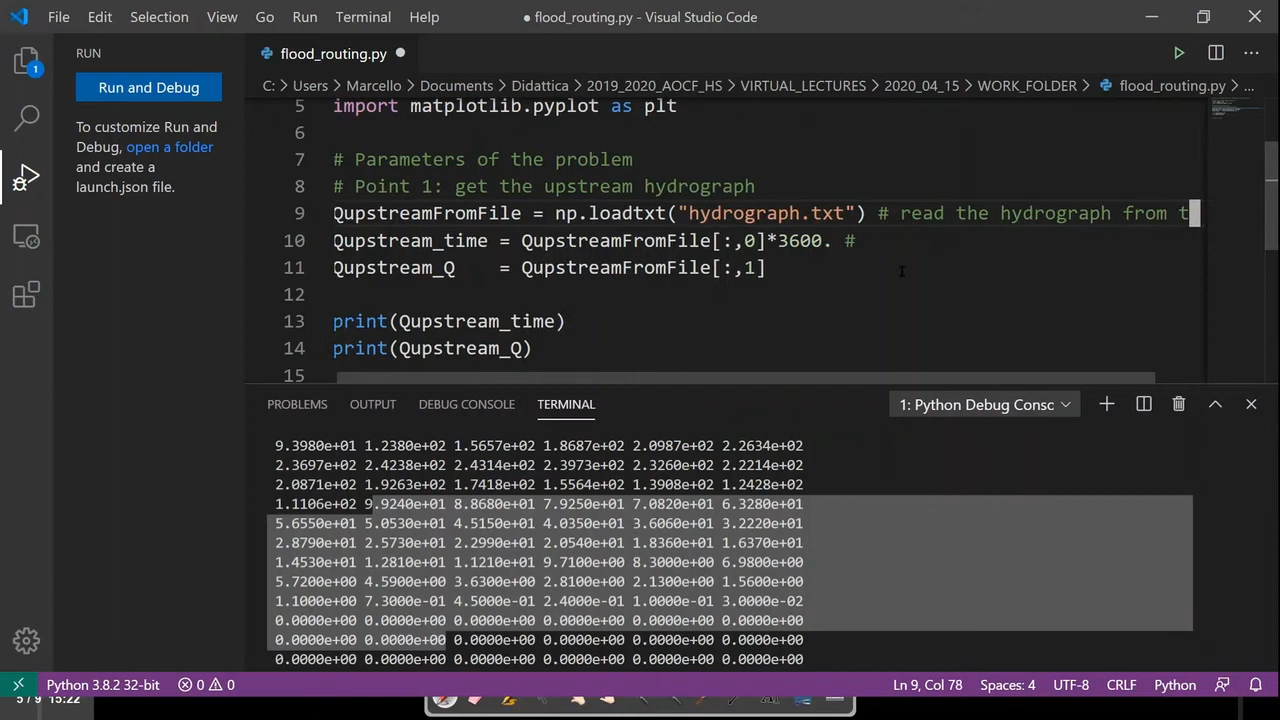 File Edit Selection View Go Run Terminal Help ● flood_routing.py - Visual Studio Code
RUN
flood_routing.py ●
Run and Debug
C: > Users > Marcello > Documents > Didattica > 2019_2020_AOCF_HS > VIRTUAL_LECTURES > 2020_04_15 > WORK_FOLDER > flood_routing.py > ...
To customize Run and
Debug, open a folder
and create a
launch.json file.
1
5 import matplotlib.pyplot as plt
6
7 # Parameters of the problem
8 # Point 1: get the upstream hydrograph
9 QupstreamFromFile = np.loadtxt("hydrograph.txt") # read the hydrograph from t
10 Qupstream_time = QupstreamFromFile[:,0]*3600. #
11 Qupstream_Q    = QupstreamFromFile[:,1]
12
13 print(Qupstream_time)
14 print(Qupstream_Q)
15
PROBLEMS OUTPUT DEBUG CONSOLE TERMINAL 1: Python Debug Consc
9.3980e+01 1.2380e+02 1.5657e+02 1.8687e+02 2.0987e+02 2.2634e+02
2.3697e+02 2.4238e+02 2.4314e+02 2.3973e+02 2.3260e+02 2.2214e+02
2.0871e+02 1.9263e+02 1.7418e+02 1.5564e+02 1.3908e+02 1.2428e+02
1.1106e+02 9.9240e+01 8.8680e+01 7.9250e+01 7.0820e+01 6.3280e+01
5.6550e+01 5.0530e+01 4.5150e+01 4.0350e+01 3.6060e+01 3.2220e+01
2.8790e+01 2.5730e+01 2.2990e+01 2.0540e+01 1.8360e+01 1.6370e+01
1.4530e+01 1.2810e+01 1.1210e+01 9.7100e+00 8.3000e+00 6.9800e+00
5.7200e+00 4.5900e+00 3.6300e+00 2.8100e+00 2.1300e+00 1.5600e+00
1.1000e+00 7.3000e-01 4.5000e-01 2.4000e-01 1.0000e-01 3.0000e-02
0.0000e+00 0.0000e+00 0.0000e+00 0.0000e+00 0.0000e+00 0.0000e+00
0.0000e+00 0.0000e+00 0.0000e+00 0.0000e+00 0.0000e+00 0.0000e+00
0.0000e+00 0.0000e+00 0.0000e+00 0.0000e+00 0.0000e+00 0.0000e+00
Python 3.8.2 32-bit 0 0 Ln 9, Col 78 Spaces: 4 UTF-8 CRLF Python
5 / 9 15:22